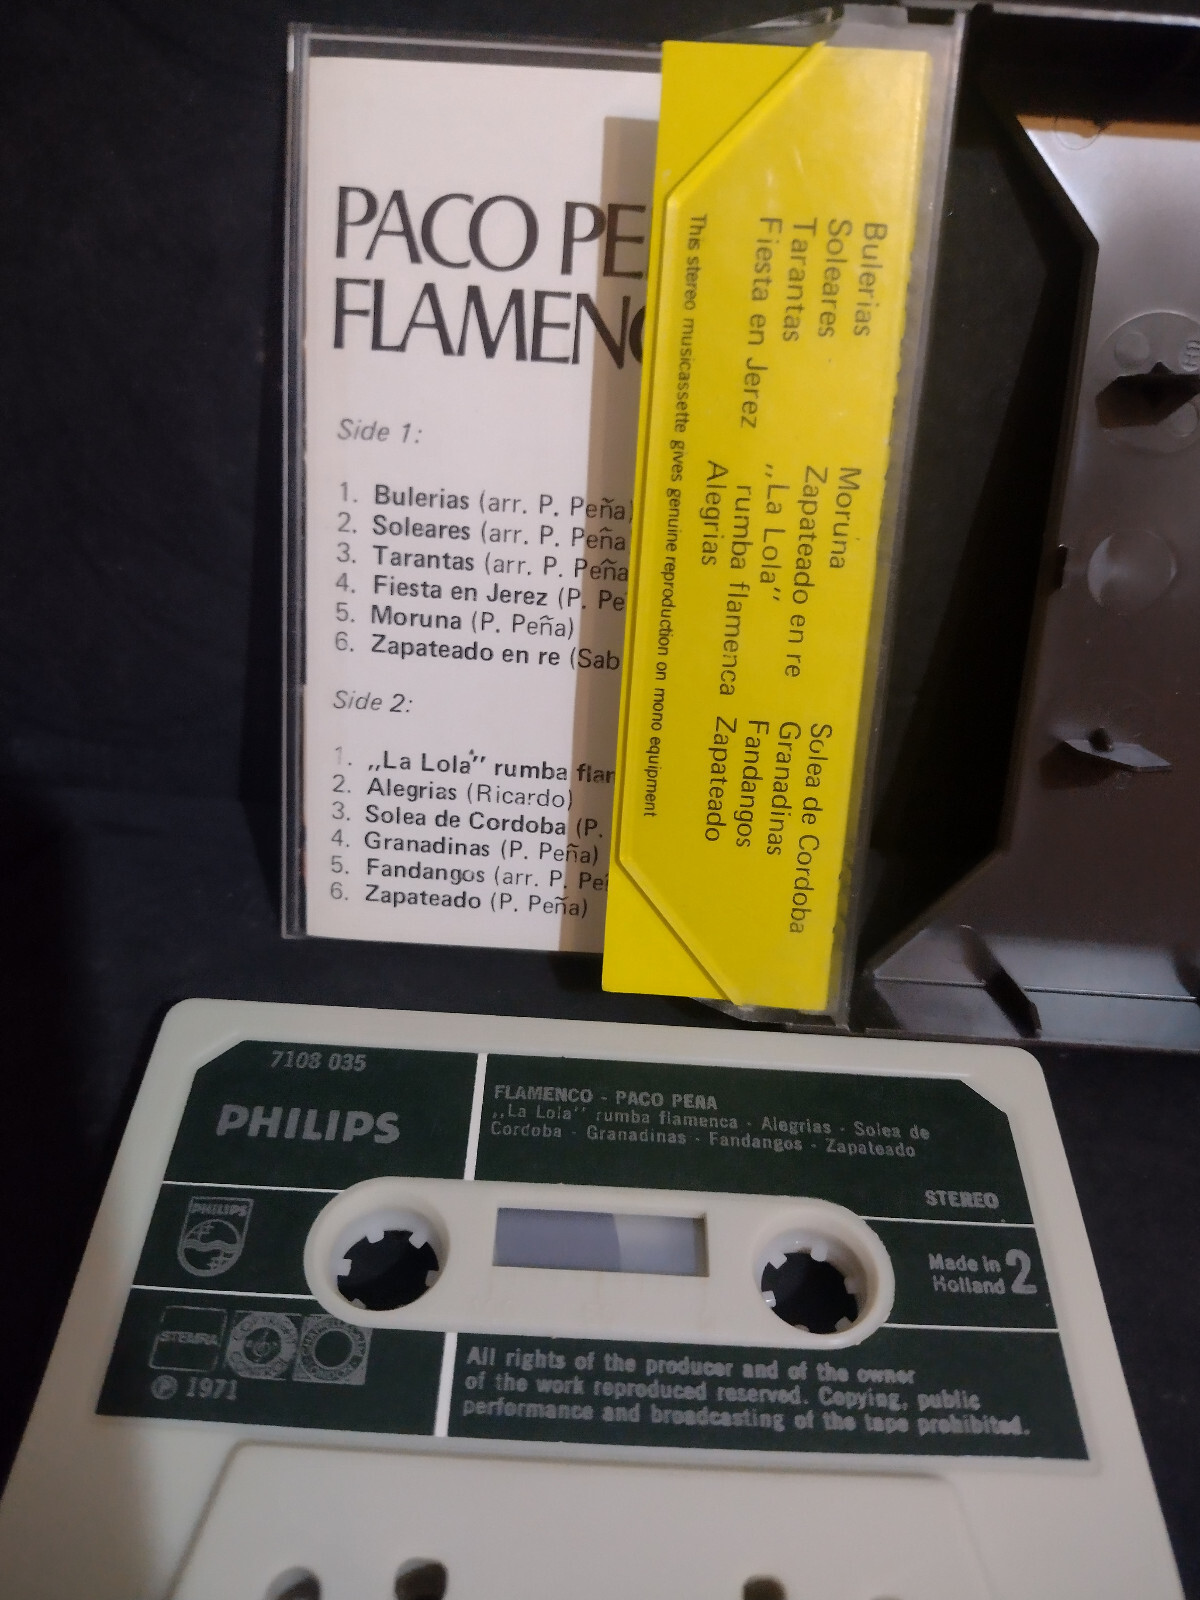 PACO PE
FLAMEN
Side 1:
1. Bulerias (arr. P. Peña)
2. Soleares (arr. P. Peña
3. Tarantas (arr. P. Peña
4. Fiesta en Jerez (P. Pe
5. Moruna (P. Peña)
6. Zapateado en re (Sab
Side 2:
1. „La Lola” rumba flam
2. Alegrias (Ricardo)
3. Solea de Cordoba (P.
4. Granadinas (P. Peña)
5. Fandangos (arr. P. Pe
6. Zapateado (P. Peña)
Bulerias
Soleares
Tarantas
Fiesta en Jerez
Moruna
Zapateado en re
„La Lola”
rumba flamenca
Alegrias
Solea de Cordoba
Granadinas
Fandangos
Zapateado
This stereo musicassette gives genuine reproduction on mono equipment
7108 035
PHILIPS
FLAMENCO - PACO PEÑA
„La Lola” rumba flamenca - Alegrias - Solea de
Cordoba - Granadinas - Fandangos - Zapateado
STEREO
PHILIPS
Made in
Holland 2
STEMRA
℗ 1971
All rights of the producer and of the owner
of the work reproduced reserved. Copying, public
performance and broadcasting of the tape prohibited.